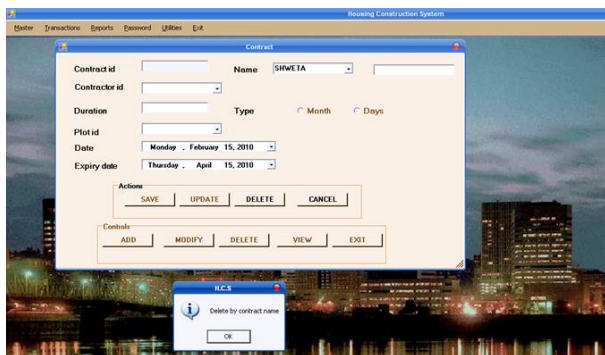 Housing Construction System
Master Transactions Reports Password Utilities Exit
Contract
Contract id Name SHWETA
Contractor id
Duration Type Month Days
Plot id
Date Monday , February 15, 2010
Expiry date Thursday , April 15, 2010
Actions
SAVE UPDATE DELETE CANCEL
Controls
ADD MODIFY DELETE VIEW EXIT
H.C.S
Delete by contract name
OK